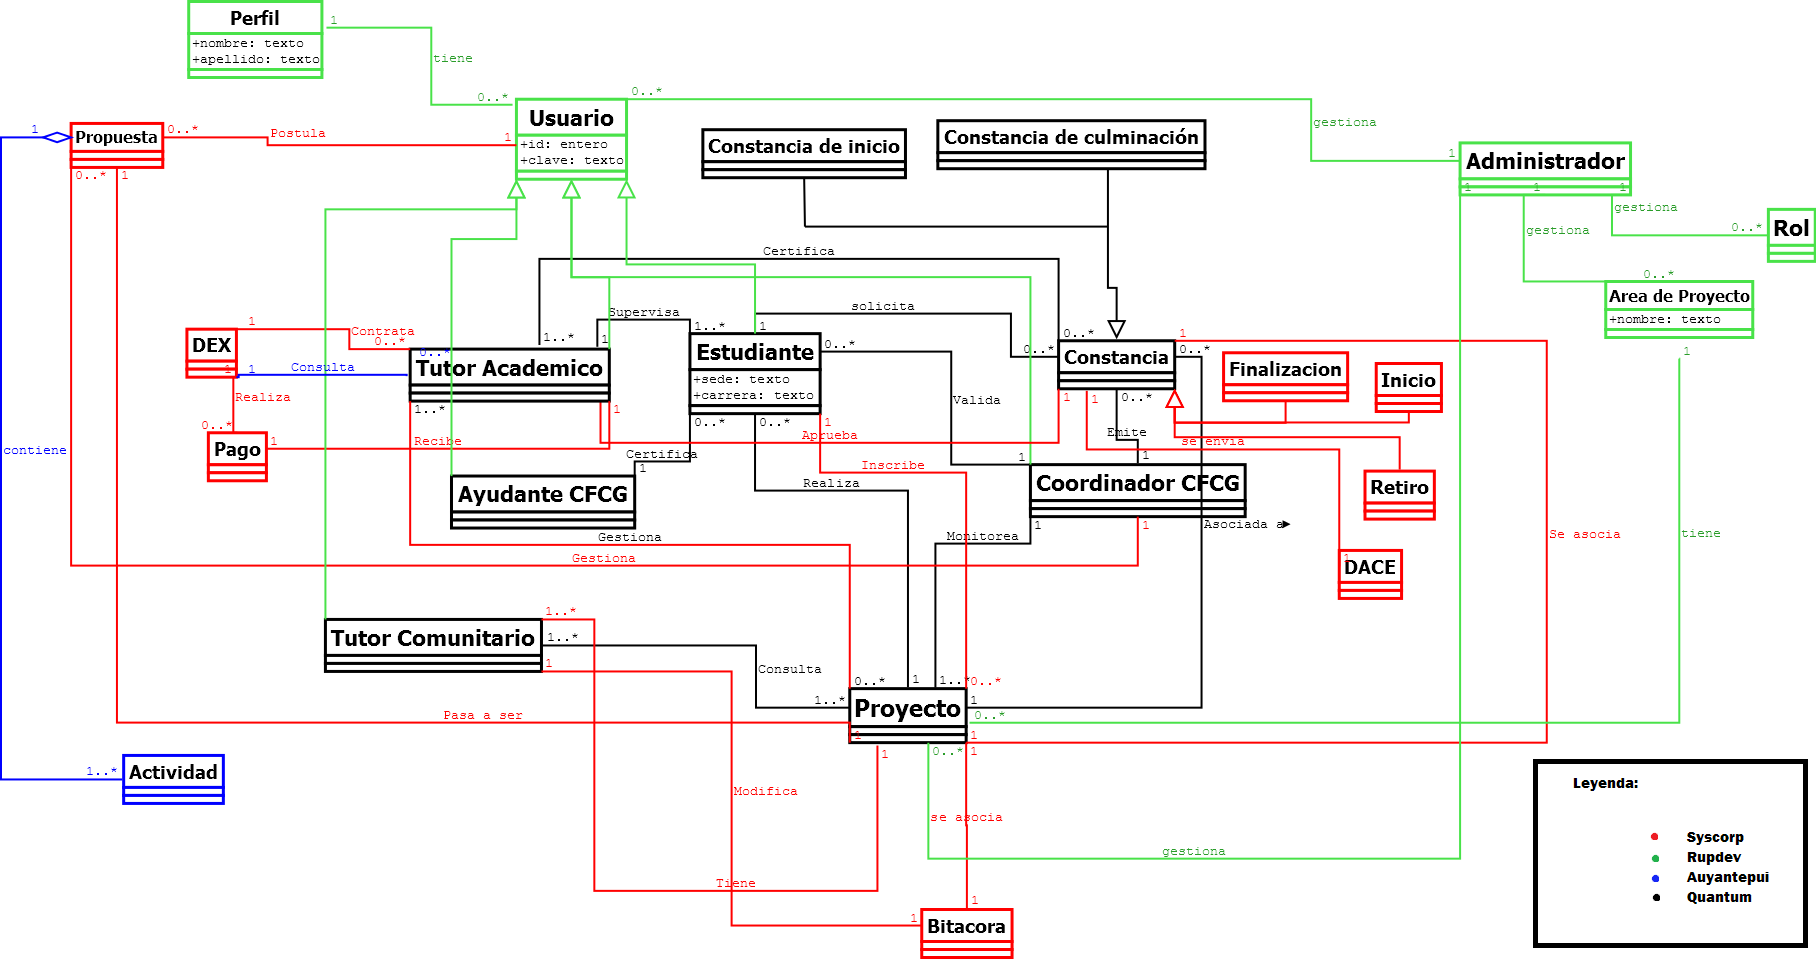 Perfil
+nombre: texto
+apellido: texto
1
tiene
0..*
Usuario
+id: entero
+clave: texto
0..*
gestiona
1
Administrador
1
1
1
gestiona
0..*
Rol
gestiona
0..*
Area de Proyecto
+nombre: texto
1
1
Propuesta
0..*
Postula
1
0..*
1
Constancia de inicio
Constancia de culminación
Certifica
Supervisa
solicita
DEX
1
Contrata
0..*
1
1
Consulta
0..*
Tutor Academico
1..*
1
1..*
1
Estudiante
+sede: texto
+carrera: texto
0..*
0..*
0..*
1
0..*
0..*
Constancia
1
0..*
1
1
0..*
Finalizacion
Inicio
Realiza
0..*
Pago
1
Recibe
1..*
1
Valida
Aprueba
Emite
se envia
contiene
Certifica
1
Ayudante CFCG
Inscribe
Realiza
1
1
Coordinador CFCG
1
1
Asociada a
Retiro
Monitorea
Gestiona
Gestiona
Se asocia
tiene
1
DACE
Tutor Comunitario
1..*
1..*
1
Consulta
1..*
0..*
1
1..*
0..*
Proyecto
1
0..*
1
1
1
0..*
1
1
Pasa a ser
Actividad
1..*
Modifica
se asocia
gestiona
Tiene
1
1
Bitacora
Leyenda:
Syscorp
Rupdev
Auyantepui
Quantum